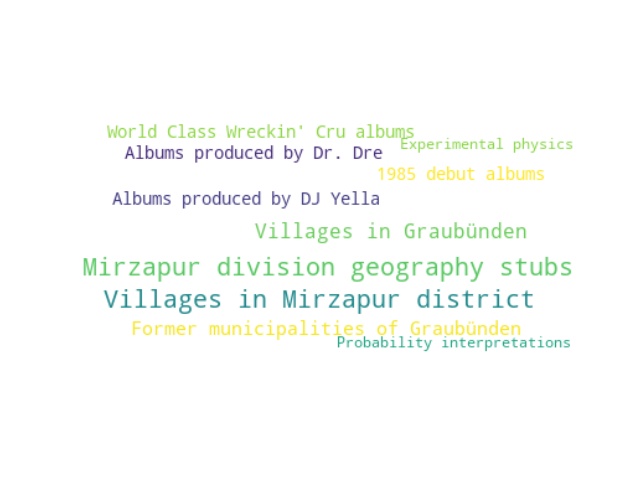 World Class Wreckin' Cru albums
Experimental physics
Albums produced by Dr. Dre
1985 debut albums
Albums produced by DJ Yella
Villages in Graubünden
Mirzapur division geography stubs
Villages in Mirzapur district
Former municipalities of Graubünden
Probability interpretations